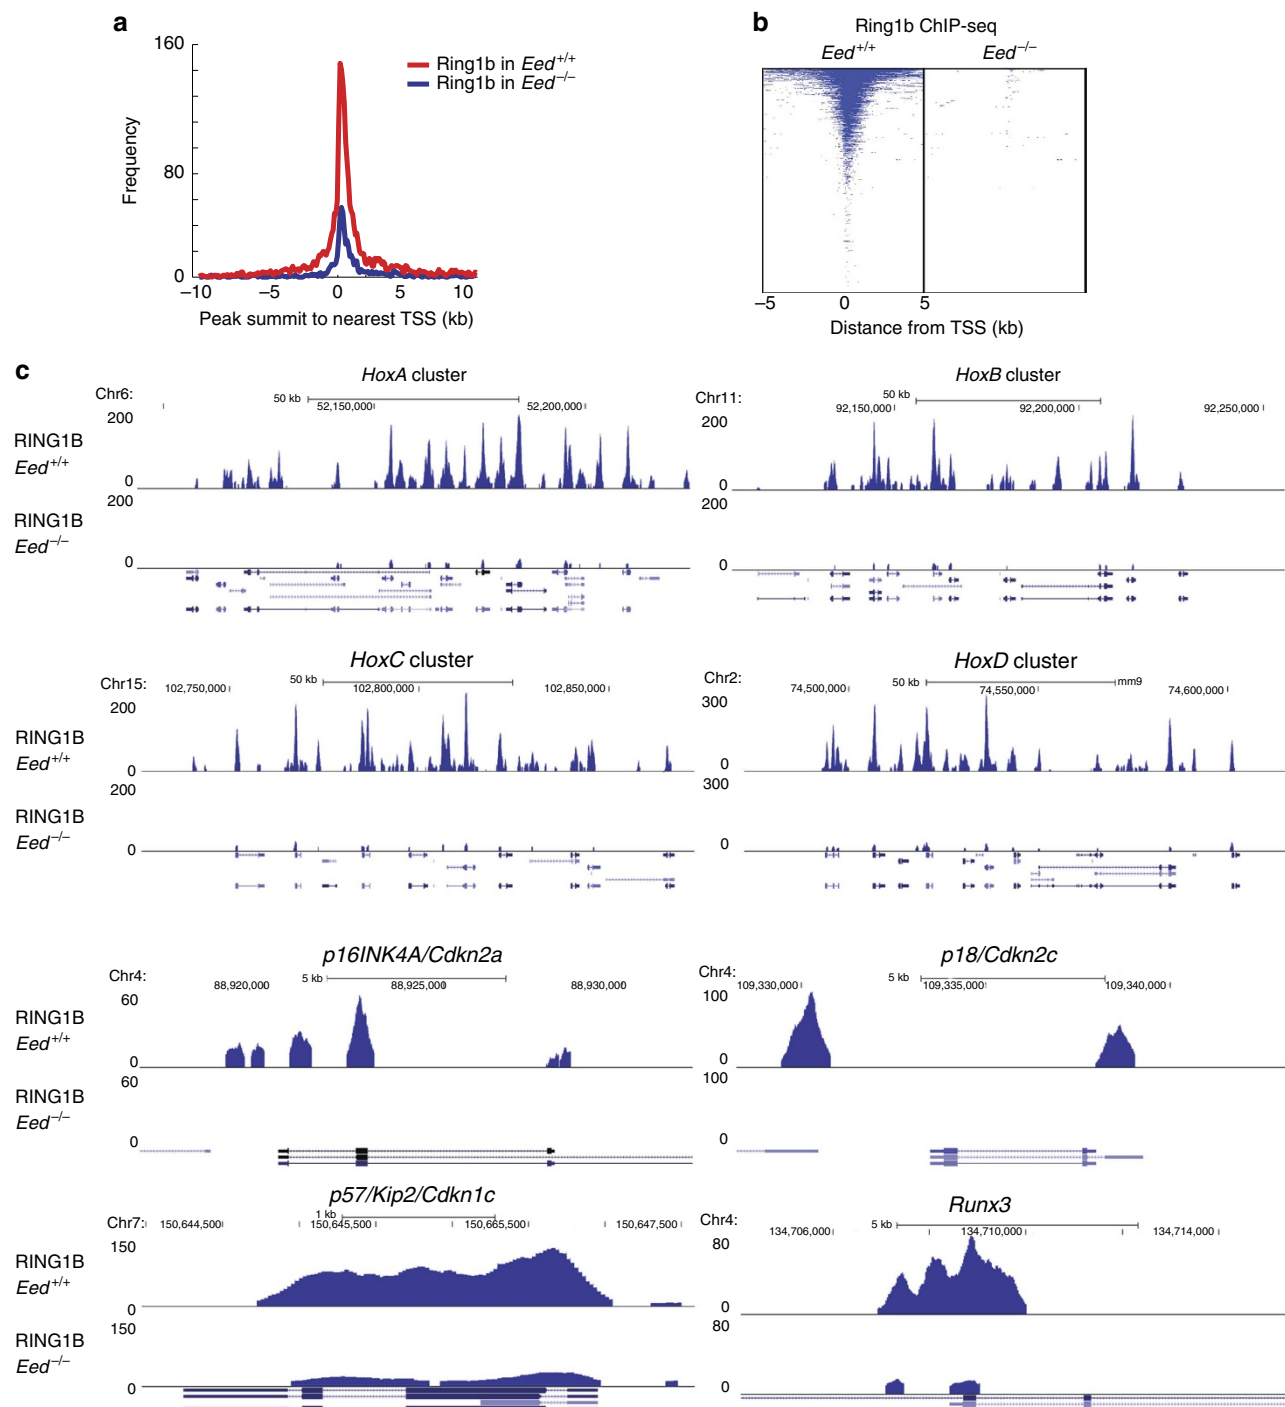 a
160
80
0
Frequency
Ring1b in Eed+/+
Ring1b in Eed−/−
−10 −5 0 5 10
Peak summit to nearest TSS (kb)
b
Ring1b ChIP-seq
Eed+/+ Eed−/−
−5 0 5
Distance from TSS (kb)
c
HoxA cluster
Chr6:
50 kb
52,150,000 52,200,000
200
RING1B
Eed+/+
0
200
RING1B
Eed−/−
0
HoxB cluster
Chr11:
50 kb
92,150,000 92,200,000 92,250,000
200
0
200
0
HoxC cluster
Chr15:
50 kb
102,750,000 102,800,000 102,850,000
200
RING1B
Eed+/+
0
200
RING1B
Eed−/−
0
HoxD cluster
Chr2:
50 kb mm9
74,500,000 74,550,000 74,600,000
300
0
300
0
p16INK4A/Cdkn2a
Chr4:
5 kb
88,920,000 88,925,000 88,930,000
60
RING1B
Eed+/+
0
60
RING1B
Eed−/−
0
p18/Cdkn2c
Chr4:
5 kb
109,330,000 109,335,000 109,340,000
100
0
100
0
p57/Kip2/Cdkn1c
Chr7:
1 kb
150,644,500 150,645,500 150,665,500 150,647,500
150
RING1B
Eed+/+
0
150
RING1B
Eed−/−
0
Runx3
Chr4:
5 kb
134,706,000 134,710,000 134,714,000
80
0
80
0